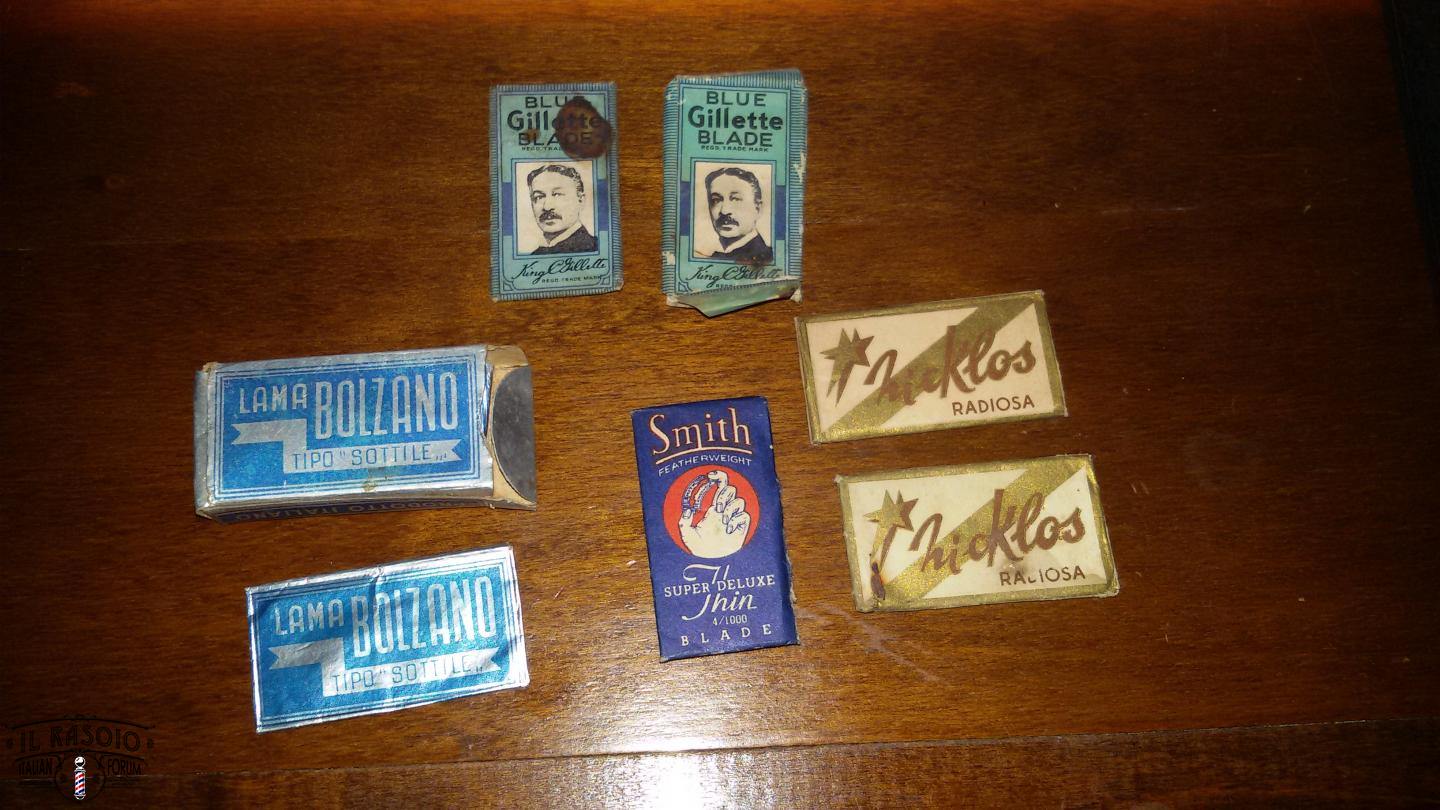 BLUE
Gillette
BLADE
REGD. TRADE MARK
King C Gillette
REGD. TRADE MARK
BLUE
Gillette
BLADE
REGD. TRADE MARK
King C Gillette
LAMA BOLZANO
TIPO "SOTTILE"
PRODOTTO ITALIANO
LAMA BOLZANO
TIPO "SOTTILE"
Smith
FEATHERWEIGHT
SUPER DELUXE
Thin
4/1000
BLADE
nicklos
RADIOSA
nicklos
RADIOSA
IL RASOIO
ITALIAN FORUM